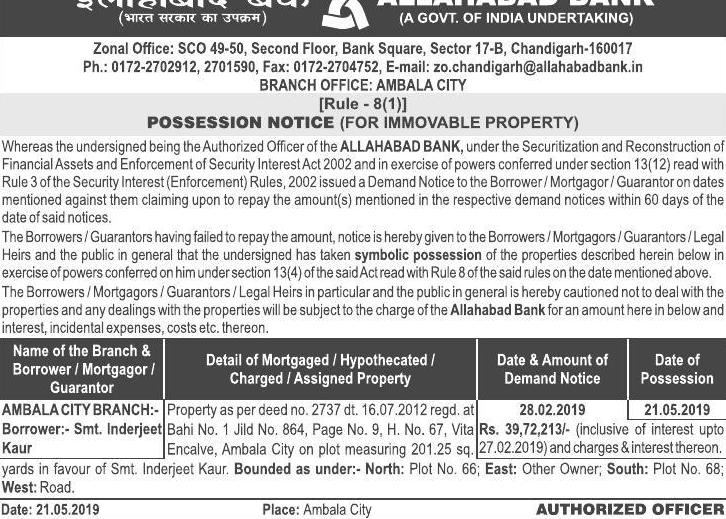 इलाहाबाद बैंक ALLAHABAD BANK
(भारत सरकार का उपक्रम) (A GOVT. OF INDIA UNDERTAKING)
Zonal Office: SCO 49-50, Second Floor, Bank Square, Sector 17-B, Chandigarh-160017
Ph.: 0172-2702912, 2701590, Fax: 0172-2704752, E-mail: zo.chandigarh@allahabadbank.in
BRANCH OFFICE: AMBALA CITY
[Rule - 8(1)]
POSSESSION NOTICE (FOR IMMOVABLE PROPERTY)
Whereas the undersigned being the Authorized Officer of the ALLAHABAD BANK, under the Securitization and Reconstruction of
Financial Assets and Enforcement of Security Interest Act 2002 and in exercise of powers conferred under section 13(12) read with
Rule 3 of the Security Interest (Enforcement) Rules, 2002 issued a Demand Notice to the Borrower / Mortgagor / Guarantor on dates
mentioned against them claiming upon to repay the amount(s) mentioned in the respective demand notices within 60 days of the
date of said notices.
The Borrowers / Guarantors having failed to repay the amount, notice is hereby given to the Borrowers / Mortgagors / Guarantors / Legal
Heirs and the public in general that the undersigned has taken symbolic possession of the properties described herein below in
exercise of powers conferred on him under section 13(4) of the said Act read with Rule 8 of the said rules on the date mentioned above.
The Borrowers / Mortgagors / Guarantors / Legal Heirs in particular and the public in general is hereby cautioned not to deal with the
properties and any dealings with the properties will be subject to the charge of the Allahabad Bank for an amount here in below and
interest, incidental expenses, costs etc. thereon.
Name of the Branch &
Borrower / Mortgagor /
Guarantor
Detail of Mortgaged / Hypothecated /
Charged / Assigned Property
Date & Amount of
Demand Notice
Date of
Possession
AMBALA CITY BRANCH:-
Borrower:- Smt. Inderjeet
Kaur
Property as per deed no. 2737 dt. 16.07.2012 regd. at
Bahi No. 1 Jild No. 864, Page No. 9, H. No. 67, Vita
Encalve, Ambala City on plot measuring 201.25 sq.
yards in favour of Smt. Inderjeet Kaur. Bounded as under:- North: Plot No. 66; East: Other Owner; South: Plot No. 68;
West: Road.
28.02.2019
21.05.2019
Rs. 39,72,213/- (inclusive of interest upto
27.02.2019) and charges & interest thereon.
Date: 21.05.2019 Place: Ambala City AUTHORIZED OFFICER